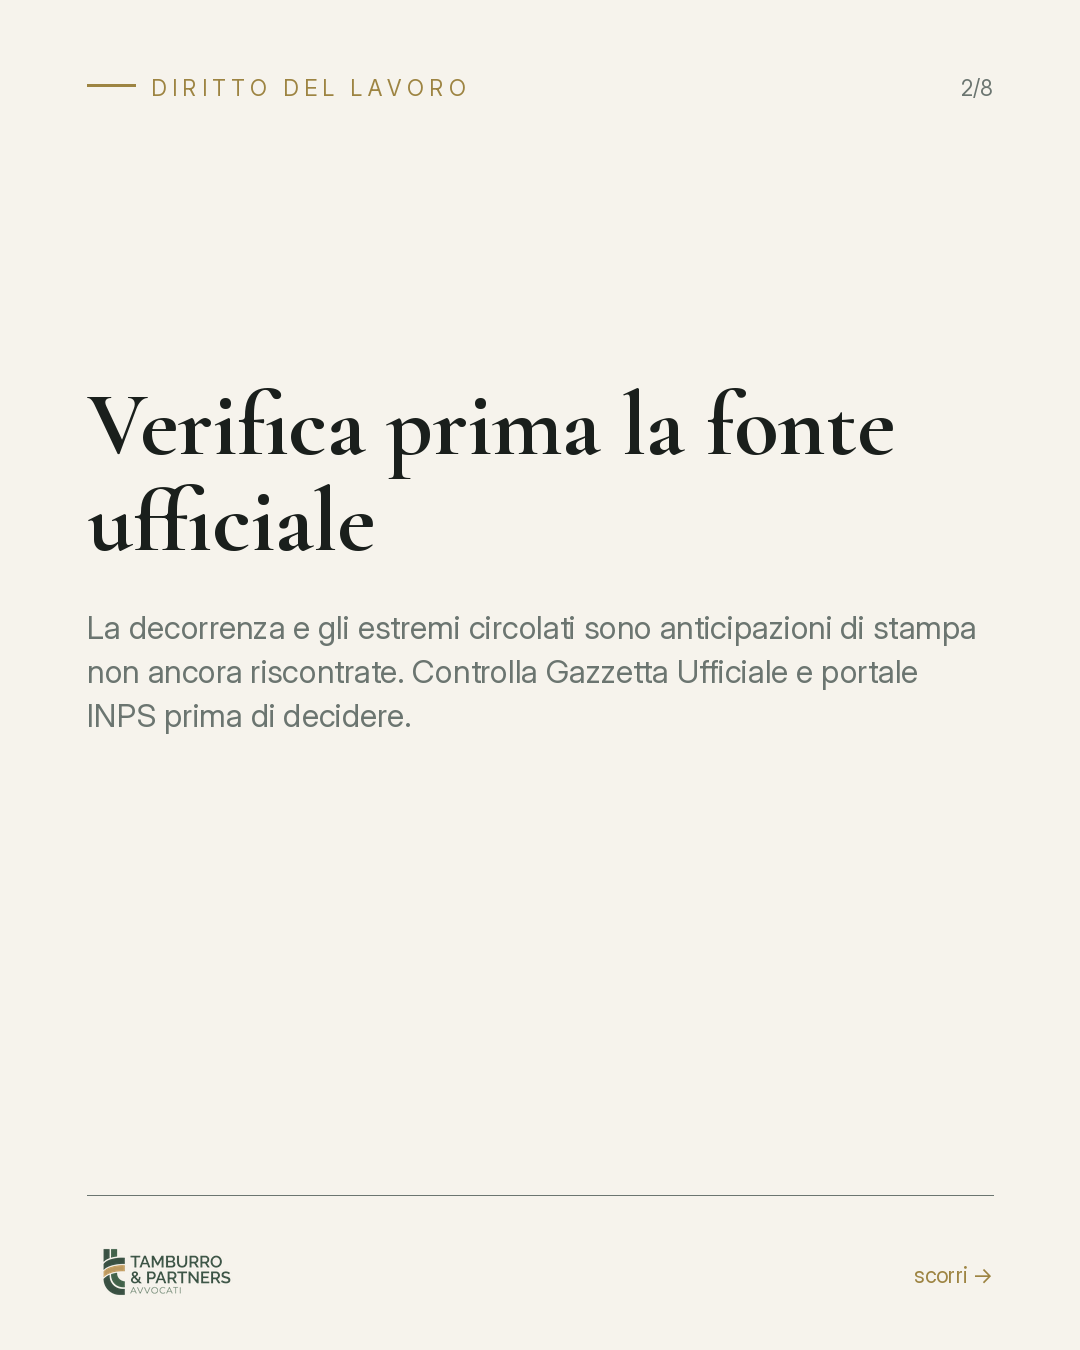 DIRITTO DEL LAVORO
2/8
Verifica prima la fonte
ufficiale
La decorrenza e gli estremi circolati sono anticipazioni di stampa
non ancora riscontrate. Controlla Gazzetta Ufficiale e portale
INPS prima di decidere.
TAMBURRO
& PARTNERS
AVVOCATI
scorri →